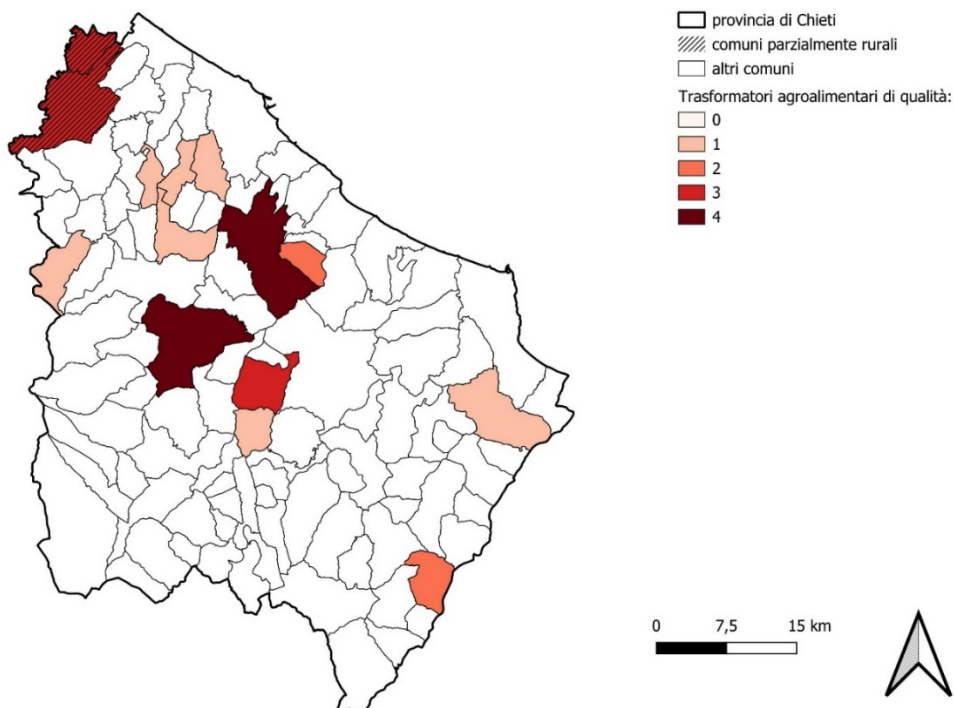 provincia di Chieti
comuni parzialmente rurali
altri comuni
Trasformatori agroalimentari di qualità:
0
1
2
3
4
0 7,5 15 km